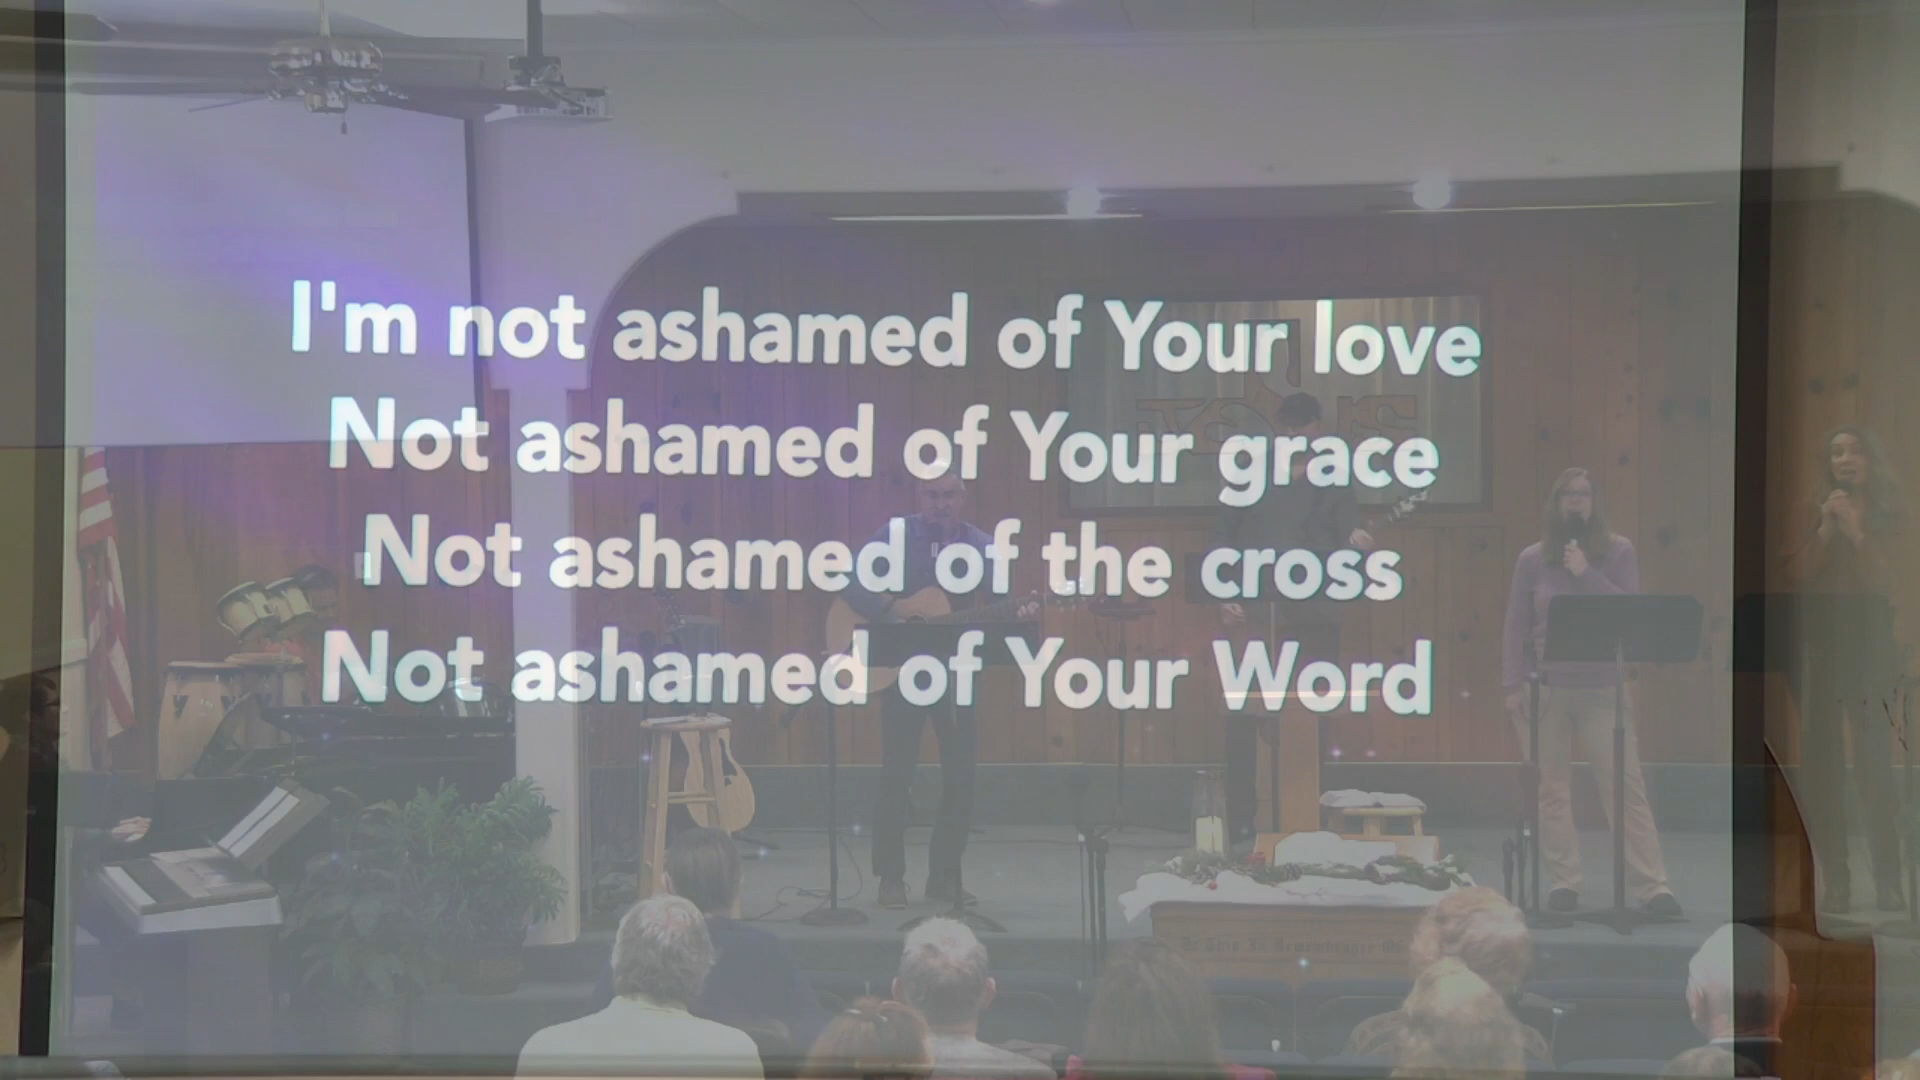 I'm not ashamed of Your love
Not ashamed of Your grace
Not ashamed of the cross
Not ashamed of Your Word